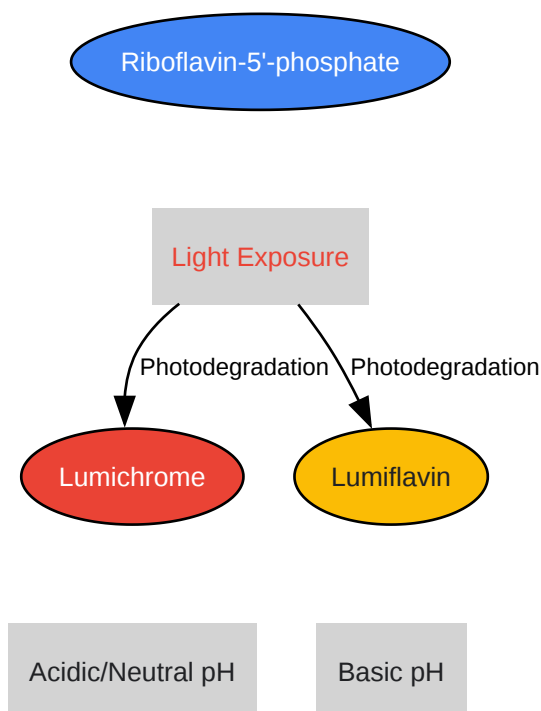 Riboflavin-5'-phosphate
Light Exposure
Photodegradation
Photodegradation
Lumichrome
Lumiflavin
Acidic/Neutral pH
Basic pH